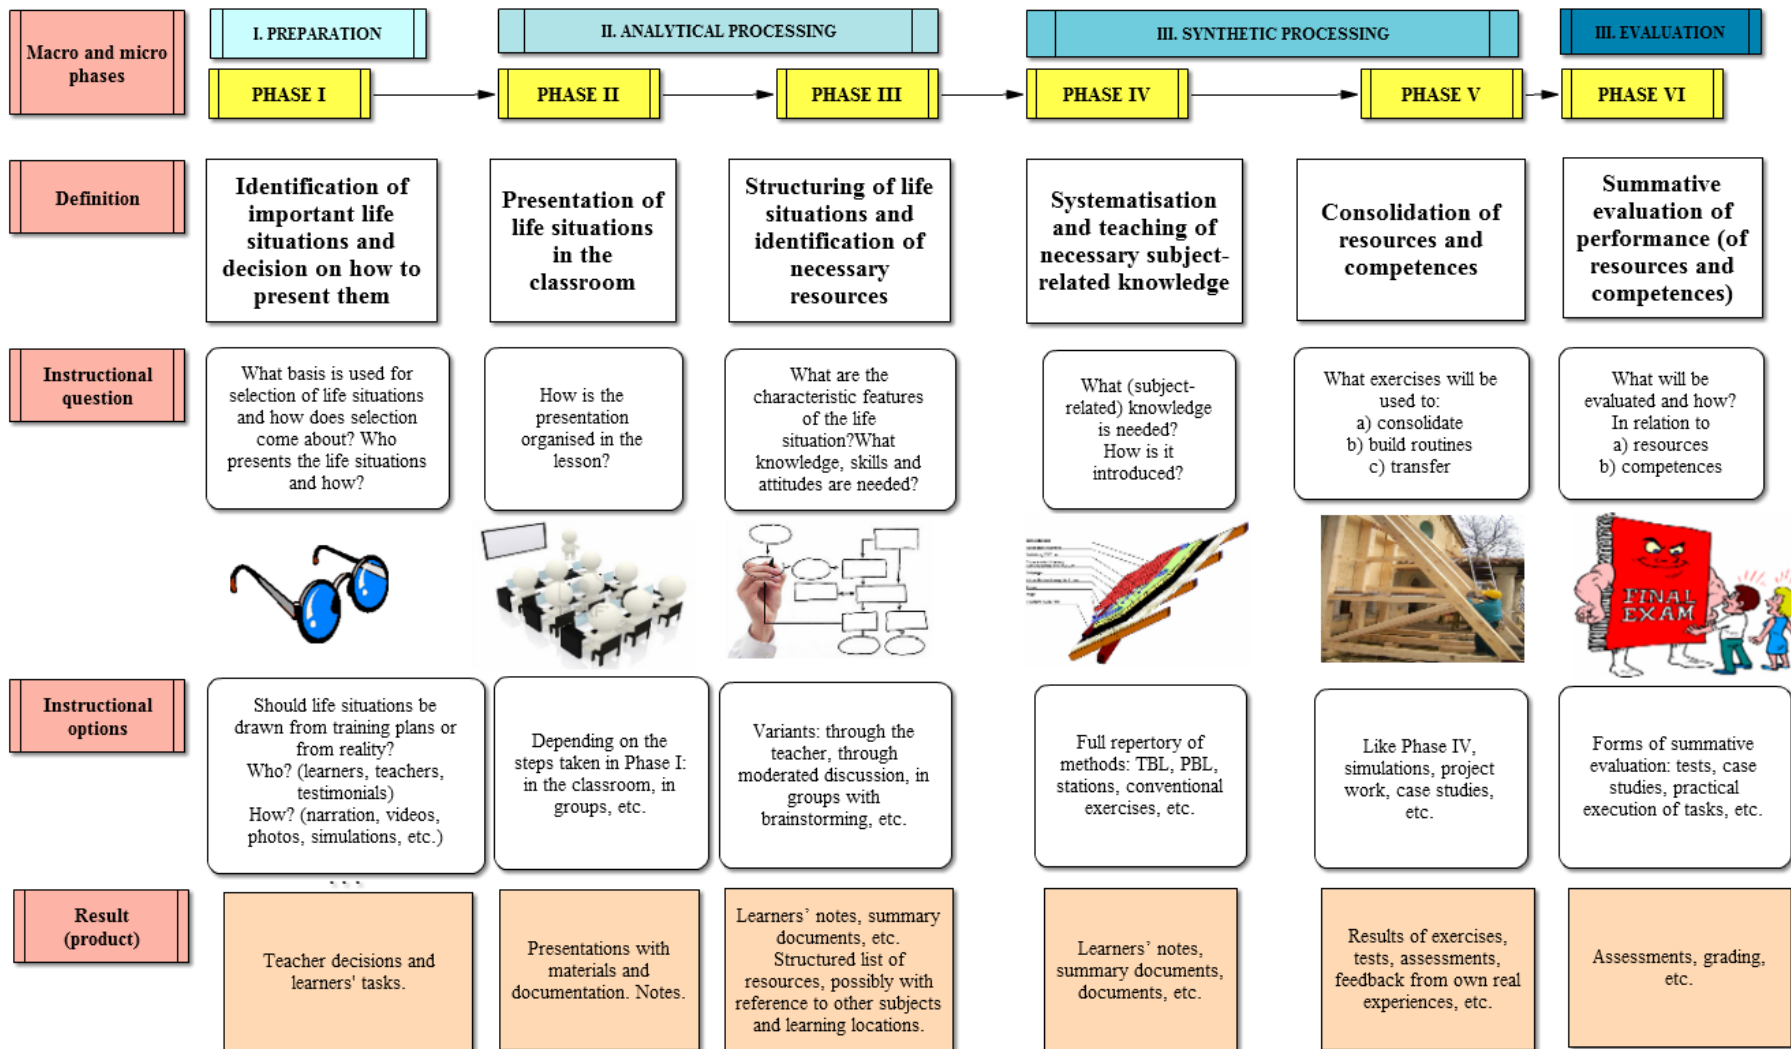 Macro and micro
phases
I. PREPARATION
II. ANALYTICAL PROCESSING
III. SYNTHETIC PROCESSING
III. EVALUATION
PHASE I
PHASE II
PHASE III
PHASE IV
PHASE V
PHASE VI
Definition
Identification of
important life
situations and
decision on how to
present them
Presentation of
life situations
in the
classroom
Structuring of life
situations and
identification of
necessary
resources
Systematisation
and teaching of
necessary subject-
related knowledge
Consolidation of
resources and
competences
Summative
evaluation of
performance (of
resources and
competences)
Instructional
question
What basis is used for
selection of life situations
and how does selection
come about? Who
presents the life situations
and how?
How is the
presentation
organised in the
lesson?
What are the
characteristic features
of the life
situation?What
knowledge, skills and
attitudes are needed?
What (subject-
related) knowledge
is needed?
How is it
introduced?
What exercises will be
used to:
a) consolidate
b) build routines
c) transfer
What will be
evaluated and how?
In relation to
a) resources
b) competences
FINAL
EXAM
Instructional
options
Should life situations be
drawn from training plans or
from reality?
Who? (learners, teachers,
testimonials)
How? (narration, videos,
photos, simulations, etc.)
...
Depending on the
steps taken in Phase I:
in the classroom, in
groups, etc.
Variants: through the
teacher, through
moderated discussion, in
groups with
brainstorming, etc.
Full repertory of
methods: TBL, PBL,
stations, conventional
exercises, etc.
Like Phase IV,
simulations, project
work, case studies,
etc.
Forms of summative
evaluation: tests, case
studies, practical
execution of tasks, etc.
Result
(product)
Teacher decisions and
learners' tasks.
Presentations with
materials and
documentation. Notes.
Learners’ notes, summary
documents, etc.
Structured list of
resources, possibly with
reference to other subjects
and learning locations.
Learners’ notes,
summary documents,
documents, etc.
Results of exercises,
tests, assessments,
feedback from own real
experiences, etc.
Assessments, grading,
etc.